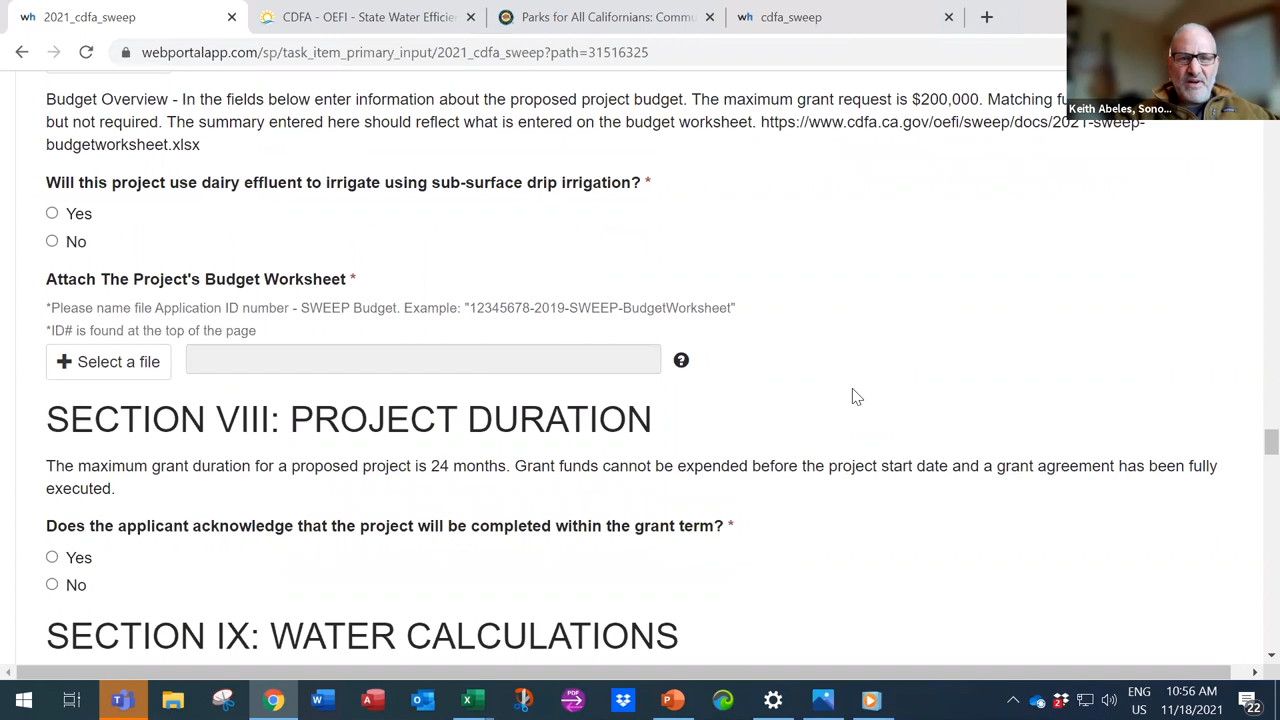 2021_cdfa_sweep
CDFA - OEFI - State Water Efficie
Parks for All Californians: Commu
cdfa_sweep
webportalapp.com/sp/task_item_primary_input/2021_cdfa_sweep?path=31516325
Keith Abeles, Sono...
Budget Overview - In the fields below enter information about the proposed project budget. The maximum grant request is $200,000. Matching fu
but not required. The summary entered here should match what is entered on the budget worksheet. https://www.cdfa.ca.gov/oefi/sweep/docs/2021-sweep-
budgetworksheet.xlsx
Will this project use dairy effluent to irrigate using sub-surface drip irrigation? *
Yes
No
Attach The Project's Budget Worksheet *
*Please name file Application ID number - SWEEP Budget. Example: "12345678-2019-SWEEP-BudgetWorksheet"
*ID# is found at the top of the page
Select a file
SECTION VIII: PROJECT DURATION
The maximum grant duration for a proposed project is 24 months. Grant funds cannot be expended before the project start date and a grant agreement has been fully
executed.
Does the applicant acknowledge that the project will be completed within the grant term? *
Yes
No
SECTION IX: WATER CALCULATIONS
ENG
US
10:56 AM
11/18/2021
22